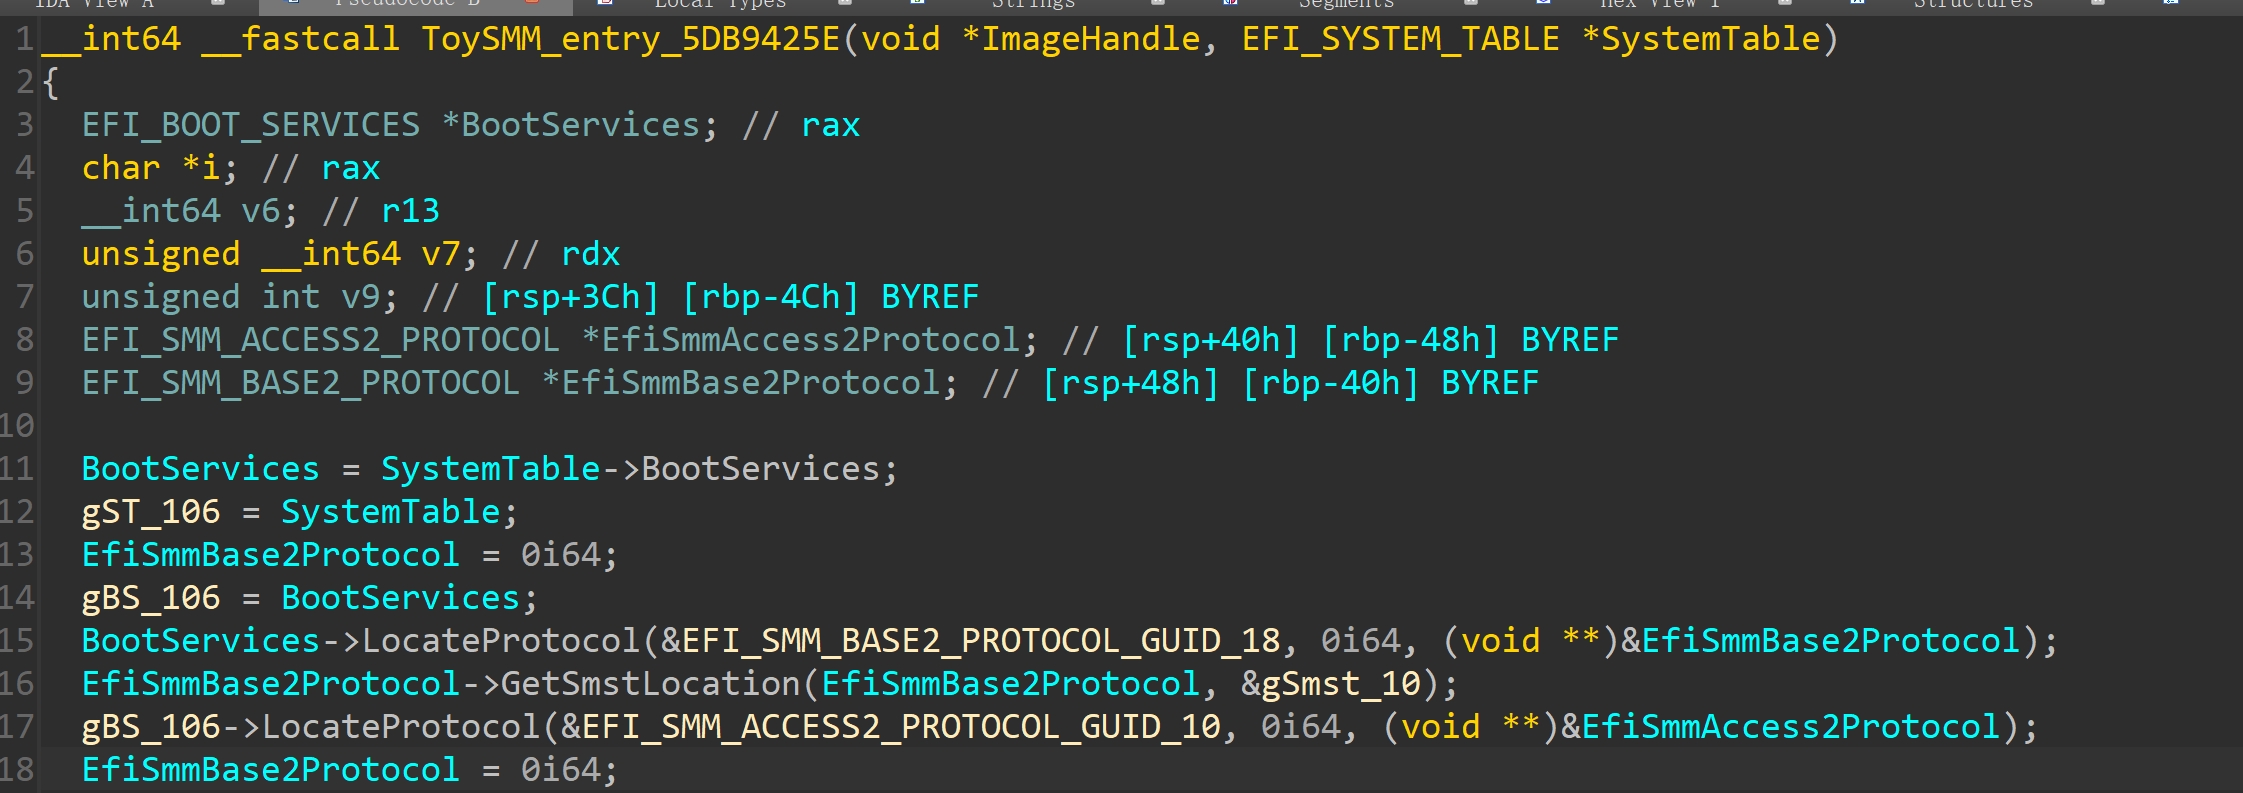 IDA View A Pseudocode B Local Types Strings Segments Hex View 1 Structures
1 __int64 __fastcall ToySMM_entry_5DB9425E(void *ImageHandle, EFI_SYSTEM_TABLE *SystemTable)
2 {
3 EFI_BOOT_SERVICES *BootServices; // rax
4 char *i; // rax
5 __int64 v6; // r13
6 unsigned __int64 v7; // rdx
7 unsigned int v9; // [rsp+3Ch] [rbp-4Ch] BYREF
8 EFI_SMM_ACCESS2_PROTOCOL *EfiSmmAccess2Protocol; // [rsp+40h] [rbp-48h] BYREF
9 EFI_SMM_BASE2_PROTOCOL *EfiSmmBase2Protocol; // [rsp+48h] [rbp-40h] BYREF
10
11 BootServices = SystemTable->BootServices;
12 gST_106 = SystemTable;
13 EfiSmmBase2Protocol = 0i64;
14 gBS_106 = BootServices;
15 BootServices->LocateProtocol(&EFI_SMM_BASE2_PROTOCOL_GUID_18, 0i64, (void **)&EfiSmmBase2Protocol);
16 EfiSmmBase2Protocol->GetSmstLocation(EfiSmmBase2Protocol, &gSmst_10);
17 gBS_106->LocateProtocol(&EFI_SMM_ACCESS2_PROTOCOL_GUID_10, 0i64, (void **)&EfiSmmAccess2Protocol);
18 EfiSmmBase2Protocol = 0i64;